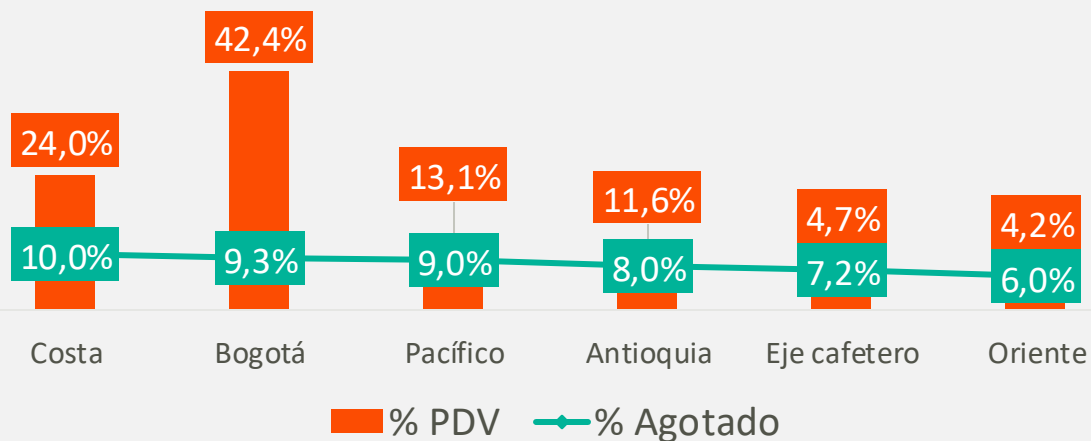 42,4%
24,0%
13,1%
11,6%
4,7%
4,2%
10,0%
9,3%
9,0%
8,0%
7,2%
6,0%
Costa
Bogotá
Pacífico
Antioquia
Eje cafetero
Oriente
% PDV
% Agotado